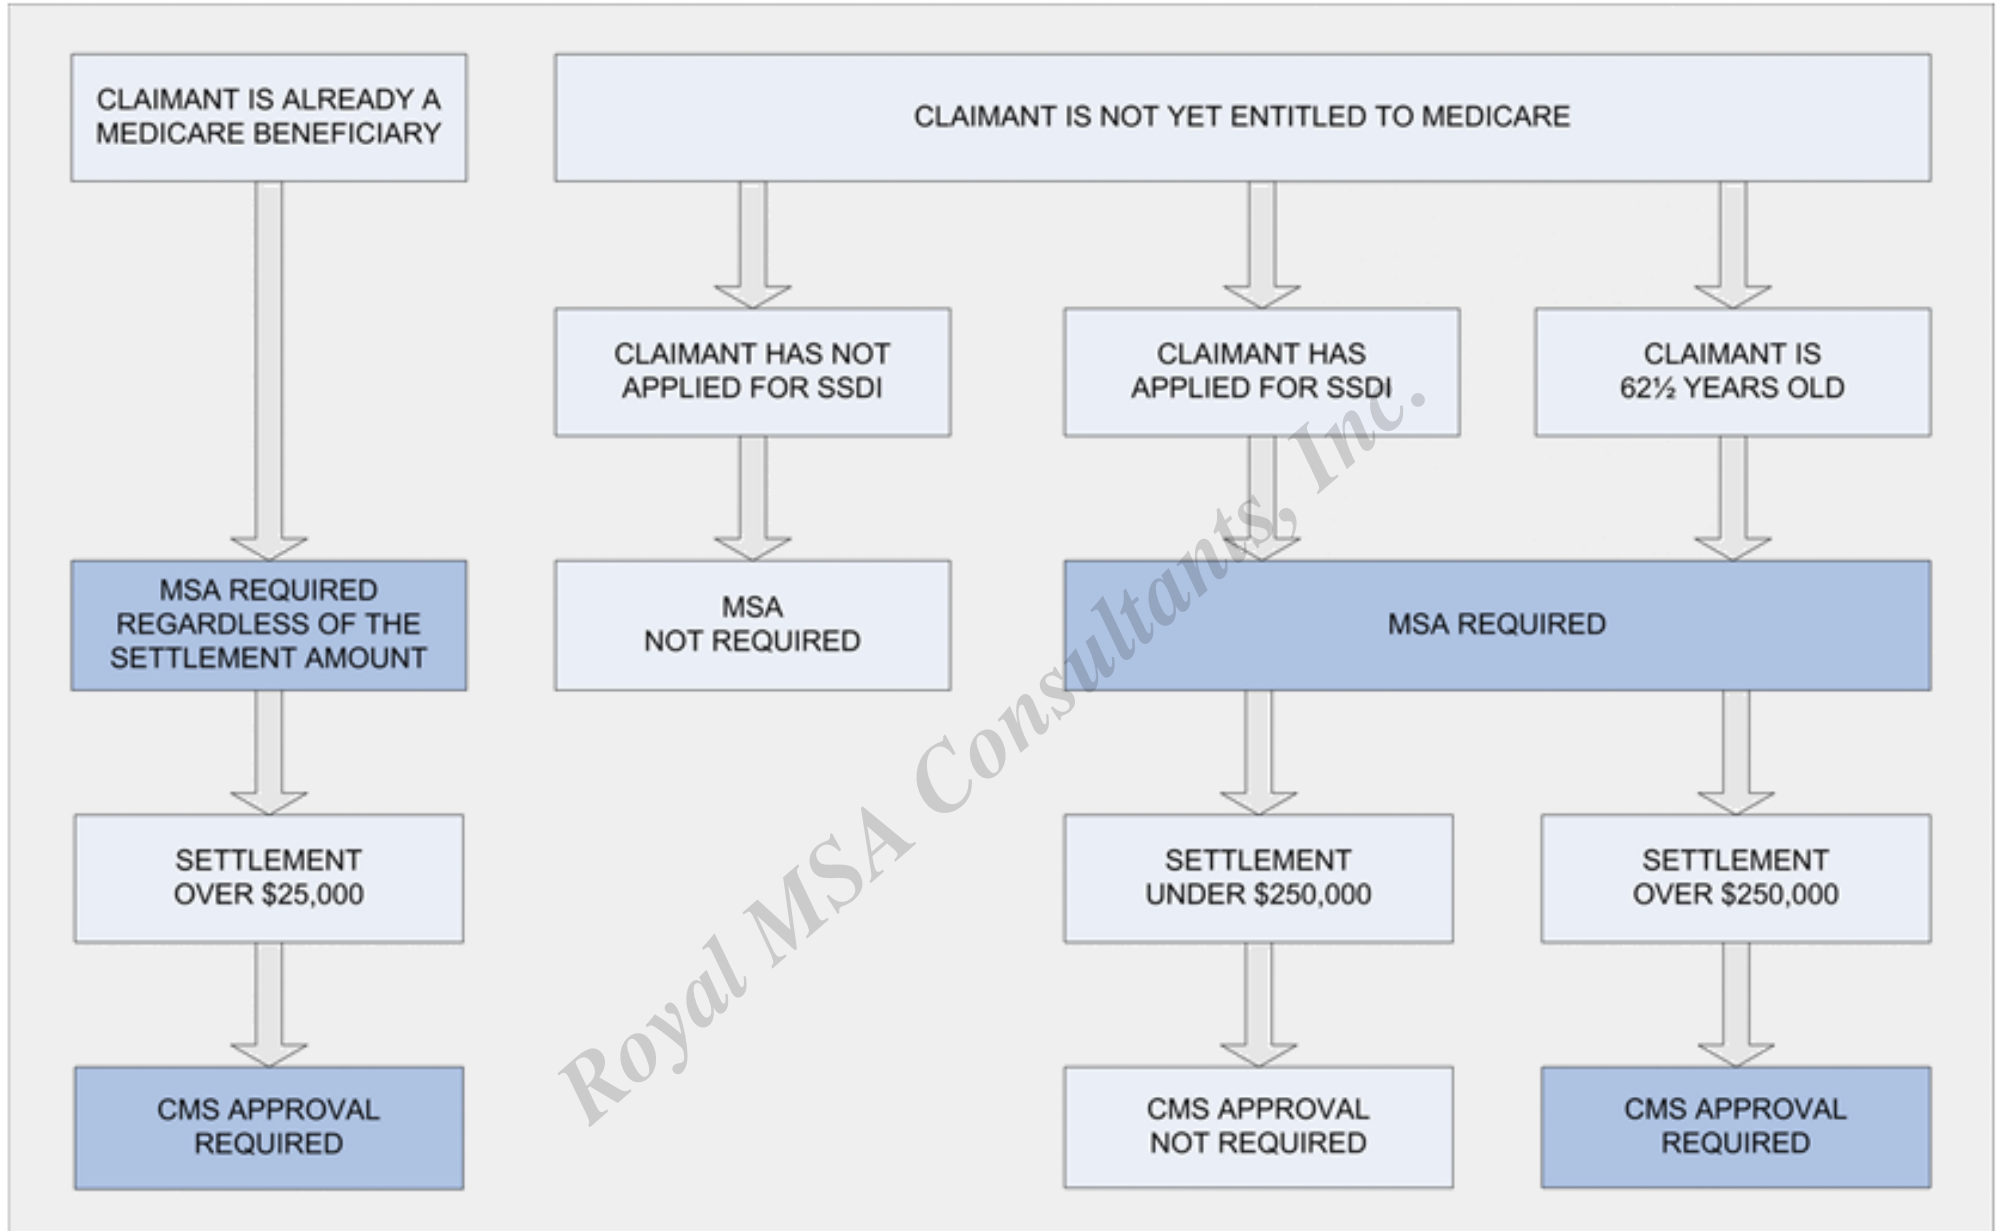 CLAIMANT IS ALREADY A
MEDICARE BENEFICIARY
CLAIMANT IS NOT YET ENTITLED TO MEDICARE
CLAIMANT HAS NOT
APPLIED FOR SSDI
CLAIMANT HAS
APPLIED FOR SSDI
CLAIMANT IS
62½ YEARS OLD
MSA REQUIRED
REGARDLESS OF THE
SETTLEMENT AMOUNT
MSA
NOT REQUIRED
MSA REQUIRED
SETTLEMENT
OVER $25,000
SETTLEMENT
UNDER $250,000
SETTLEMENT
OVER $250,000
CMS APPROVAL
REQUIRED
CMS APPROVAL
NOT REQUIRED
CMS APPROVAL
REQUIRED
Royal MSA Consultants, Inc.